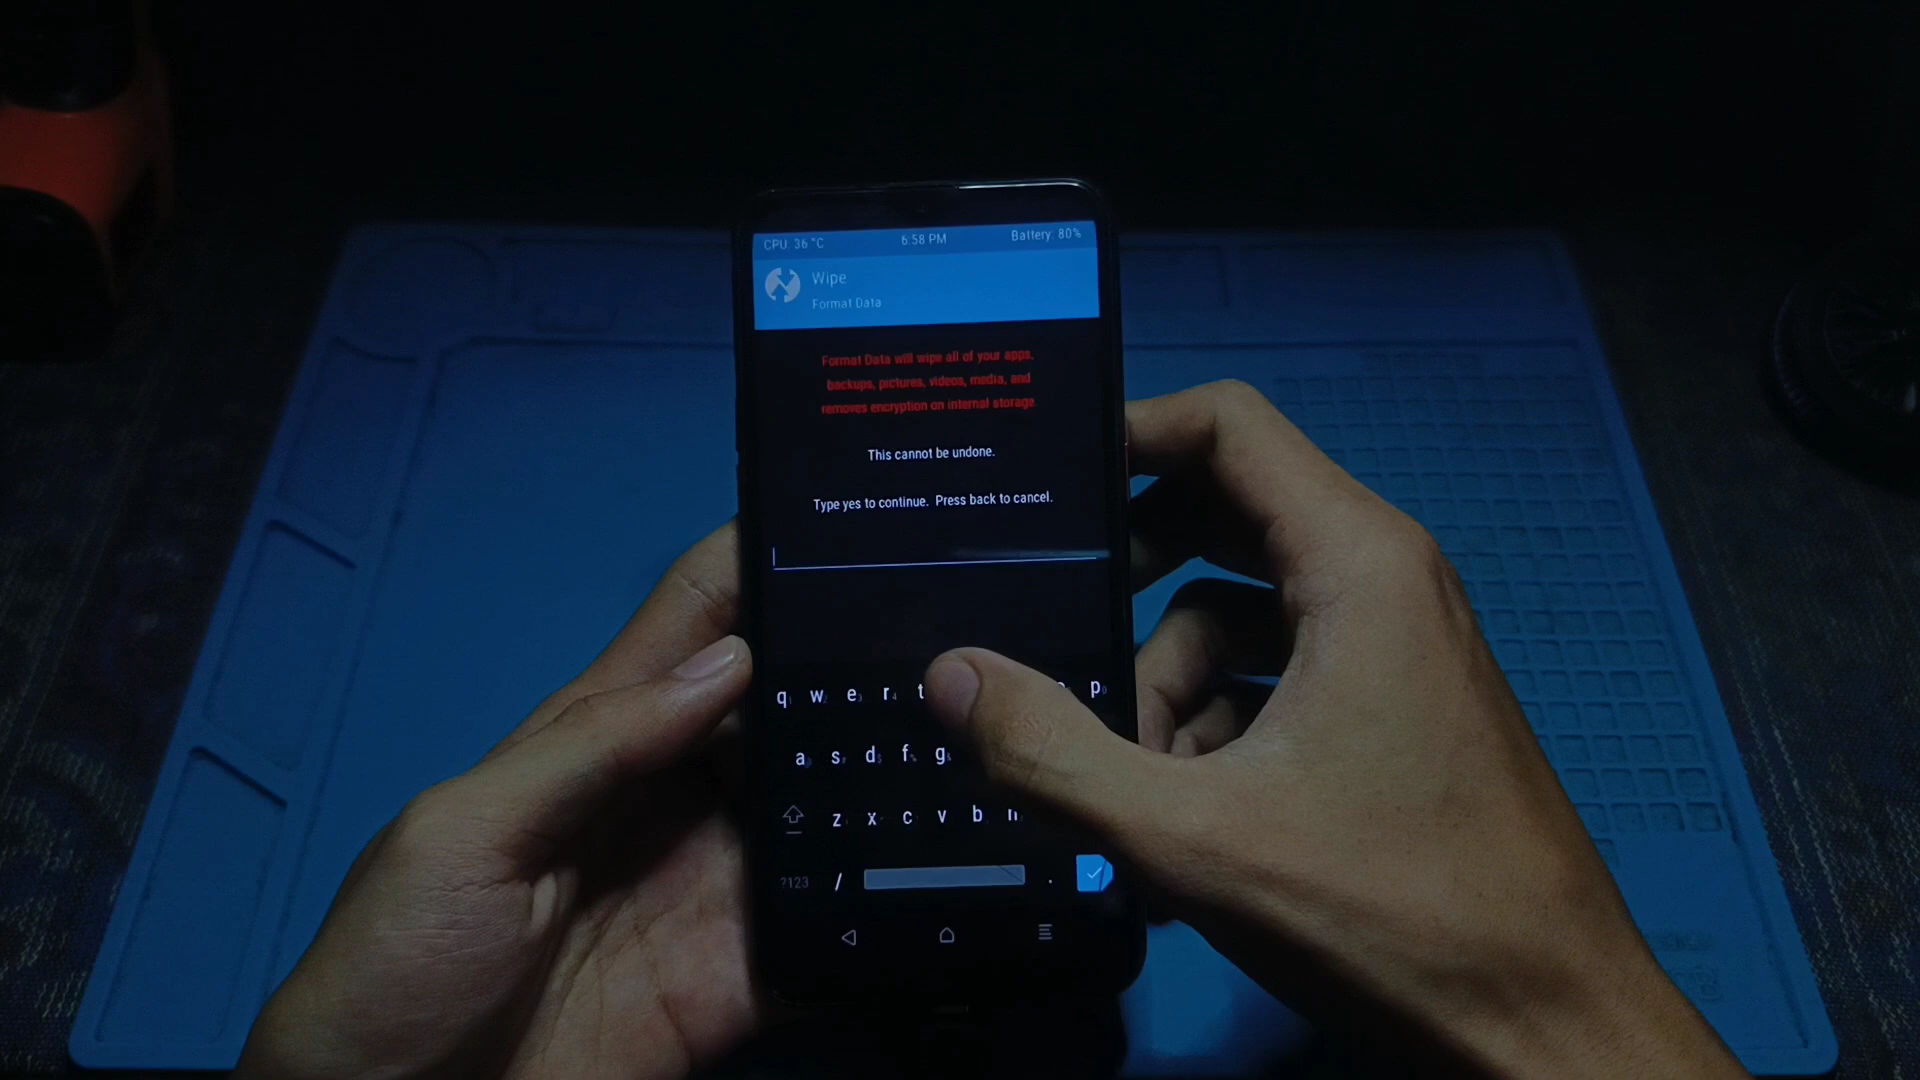 CPU: 36 °C 6:58 PM Battery: 80%
Wipe
Format Data
Format Data will wipe all of your apps,
backups, pictures, videos, media, and
removes encryption on internal storage
This cannot be undone.
Type yes to continue. Press back to cancel.
q w e r t p
a s d f g
z x c v b n
?123 / .